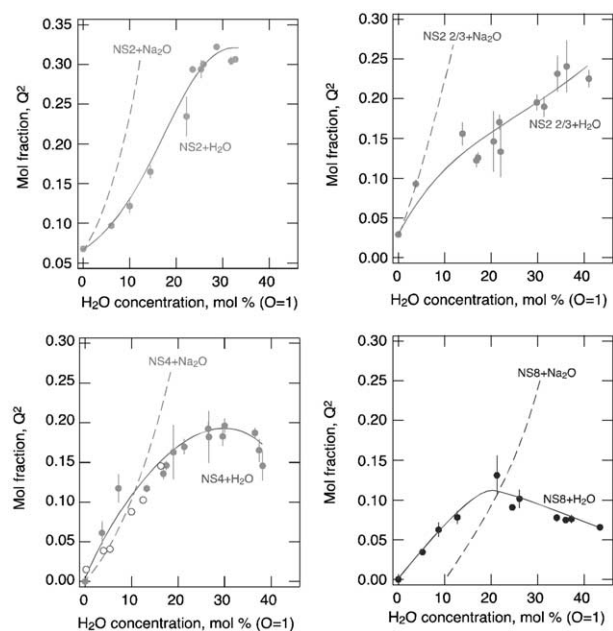 NS2+Na₂O
NS2+H₂O
Mol fraction, Q²
0.30
0.25
0.20
0.15
0.10
0.05
0 10 20 30 40
H₂O concentration, mol % (O=1)
NS2 2/3+Na₂O
NS2 2/3+H₂O
Mol fraction, Q²
0.30
0.25
0.20
0.15
0.10
0.05
0.00
0 10 20 30 40
H₂O concentration, mol % (O=1)
NS4+Na₂O
NS4+H₂O
Mol fraction, Q²
0.30
0.25
0.20
0.15
0.10
0.05
0.00
0 10 20 30 40
H₂O concentration, mol % (O=1)
NS8+Na₂O
NS8+H₂O
Mol fraction, Q²
0.30
0.25
0.20
0.15
0.10
0.05
0.00
0 10 20 30 40
H₂O concentration, mol % (O=1)